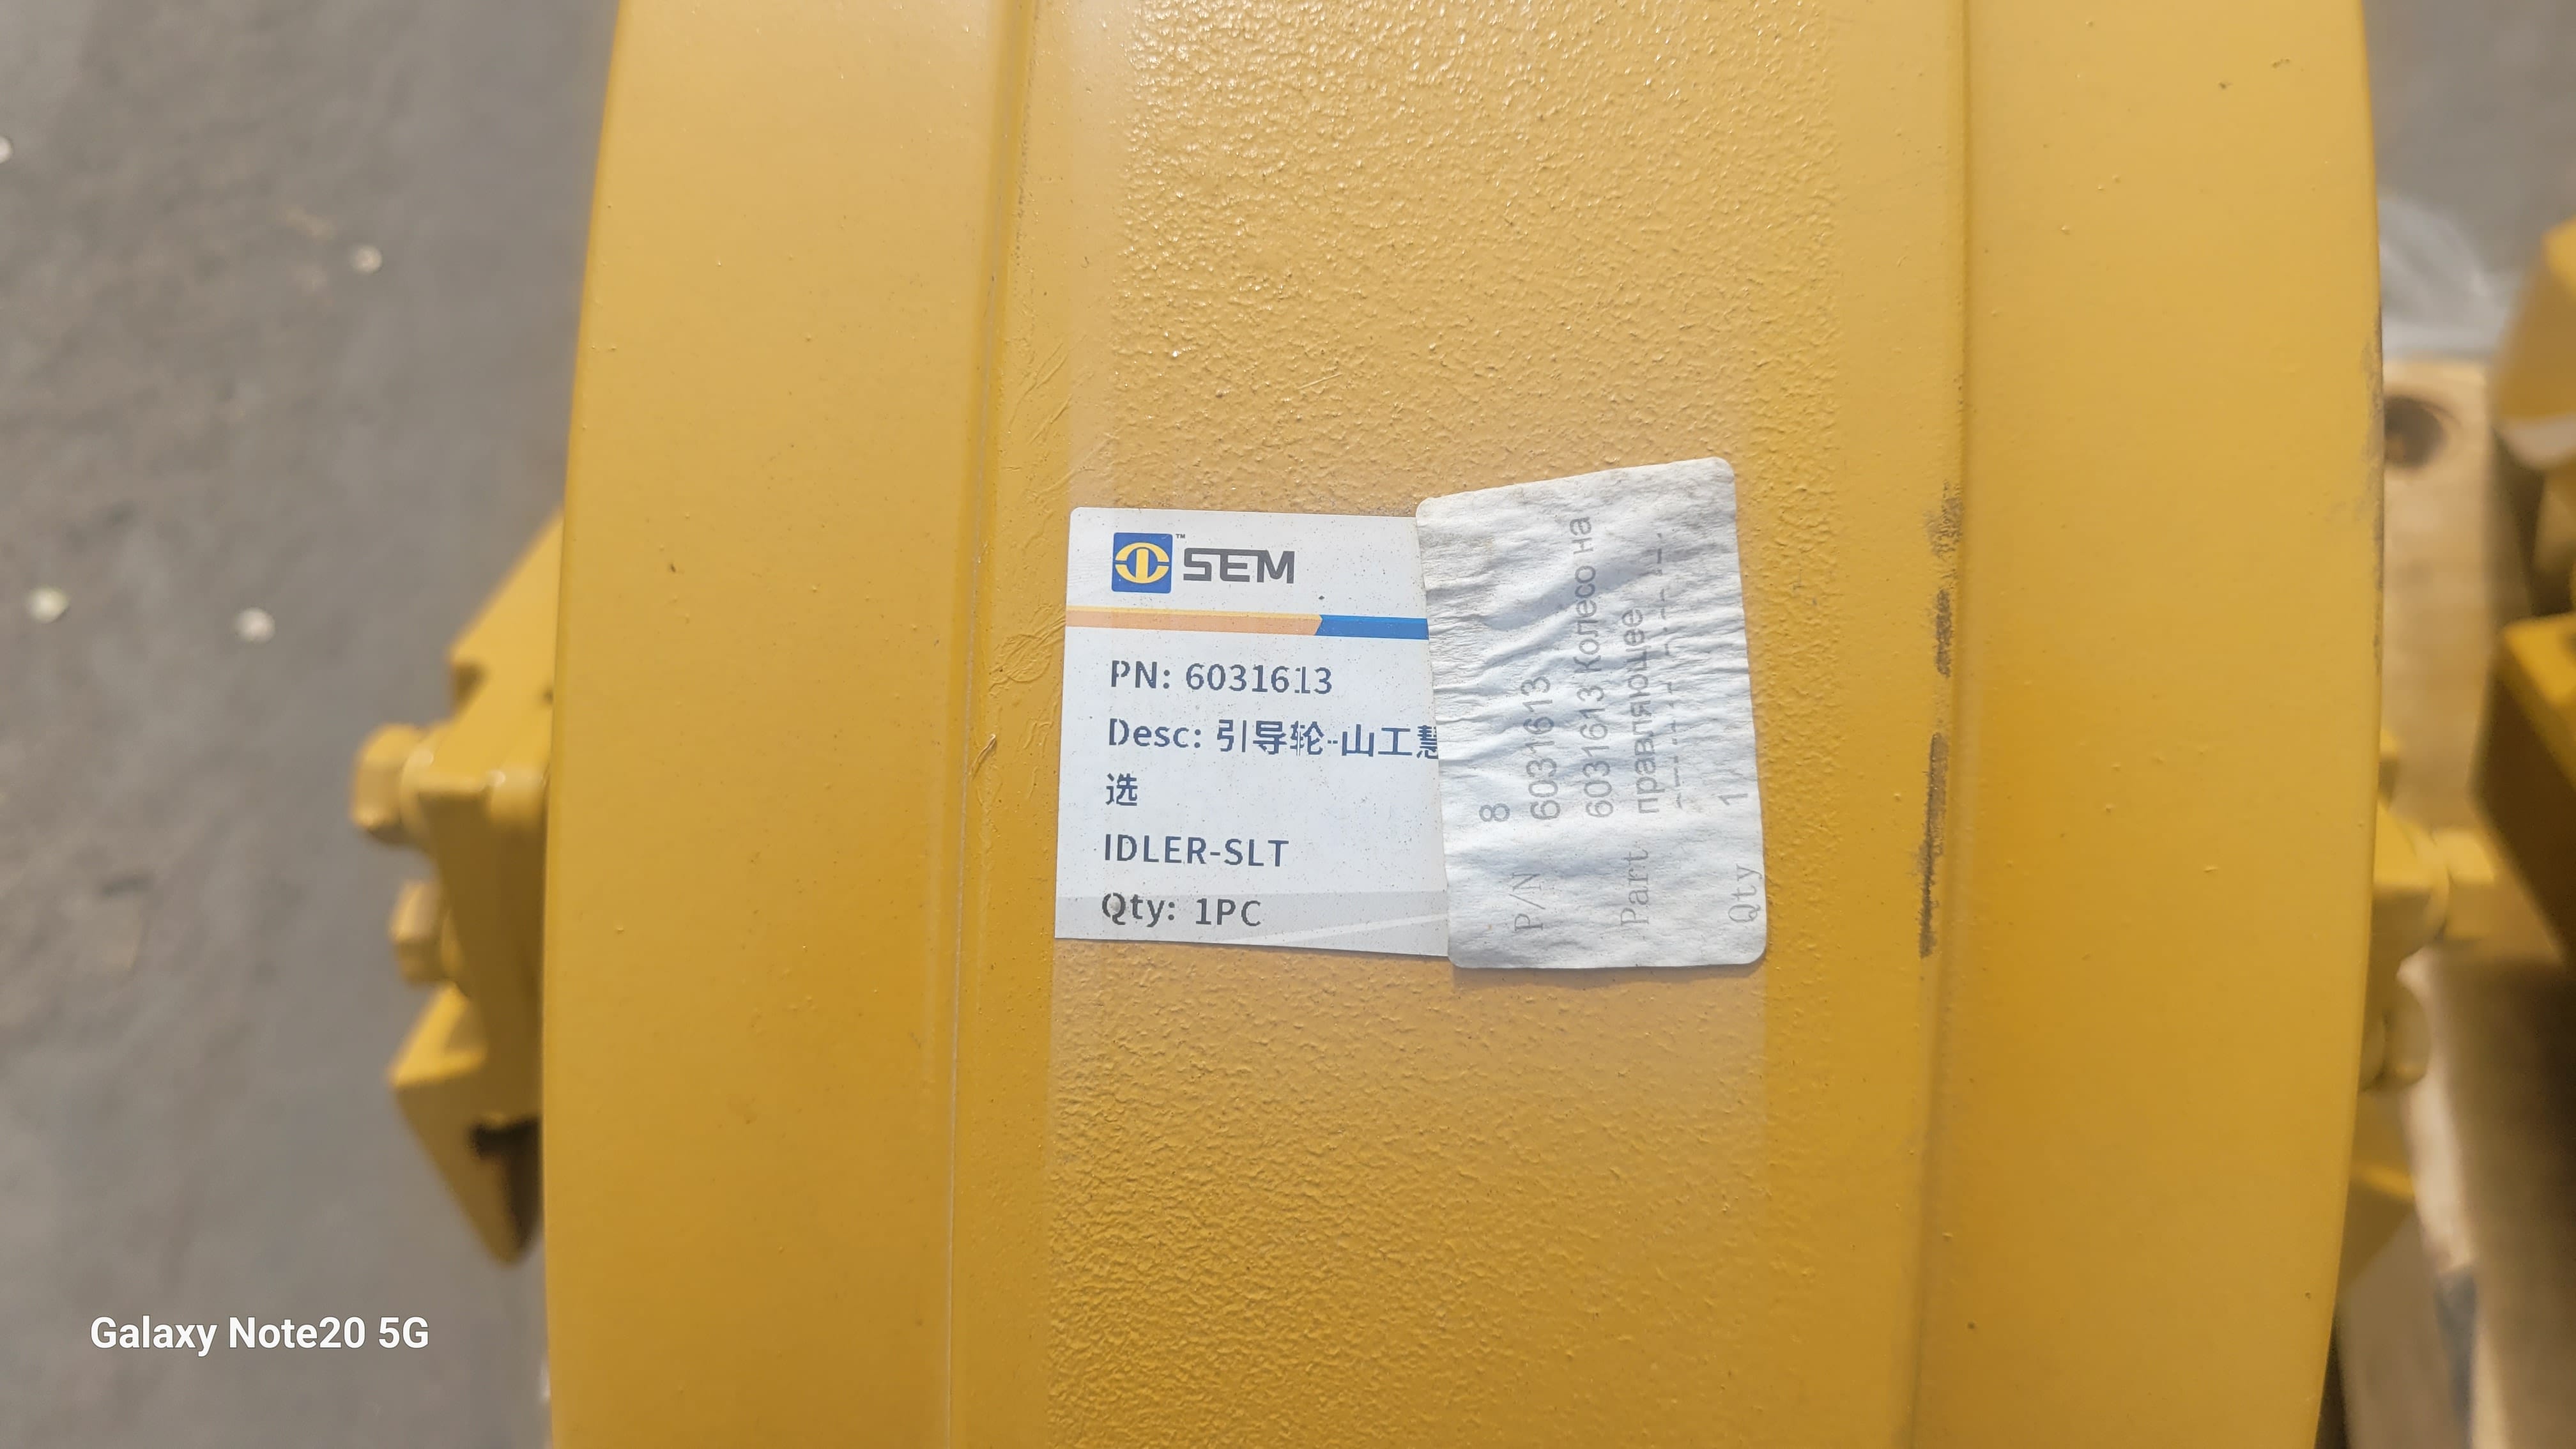 SEM
PN: 6031613
Desc: 引导轮-山工慧
选
IDLER-SLT
Qty: 1PC
8
P/N 6031613
6031613 Колесо на
Part правляющее
Qty 1
Galaxy Note20 5G